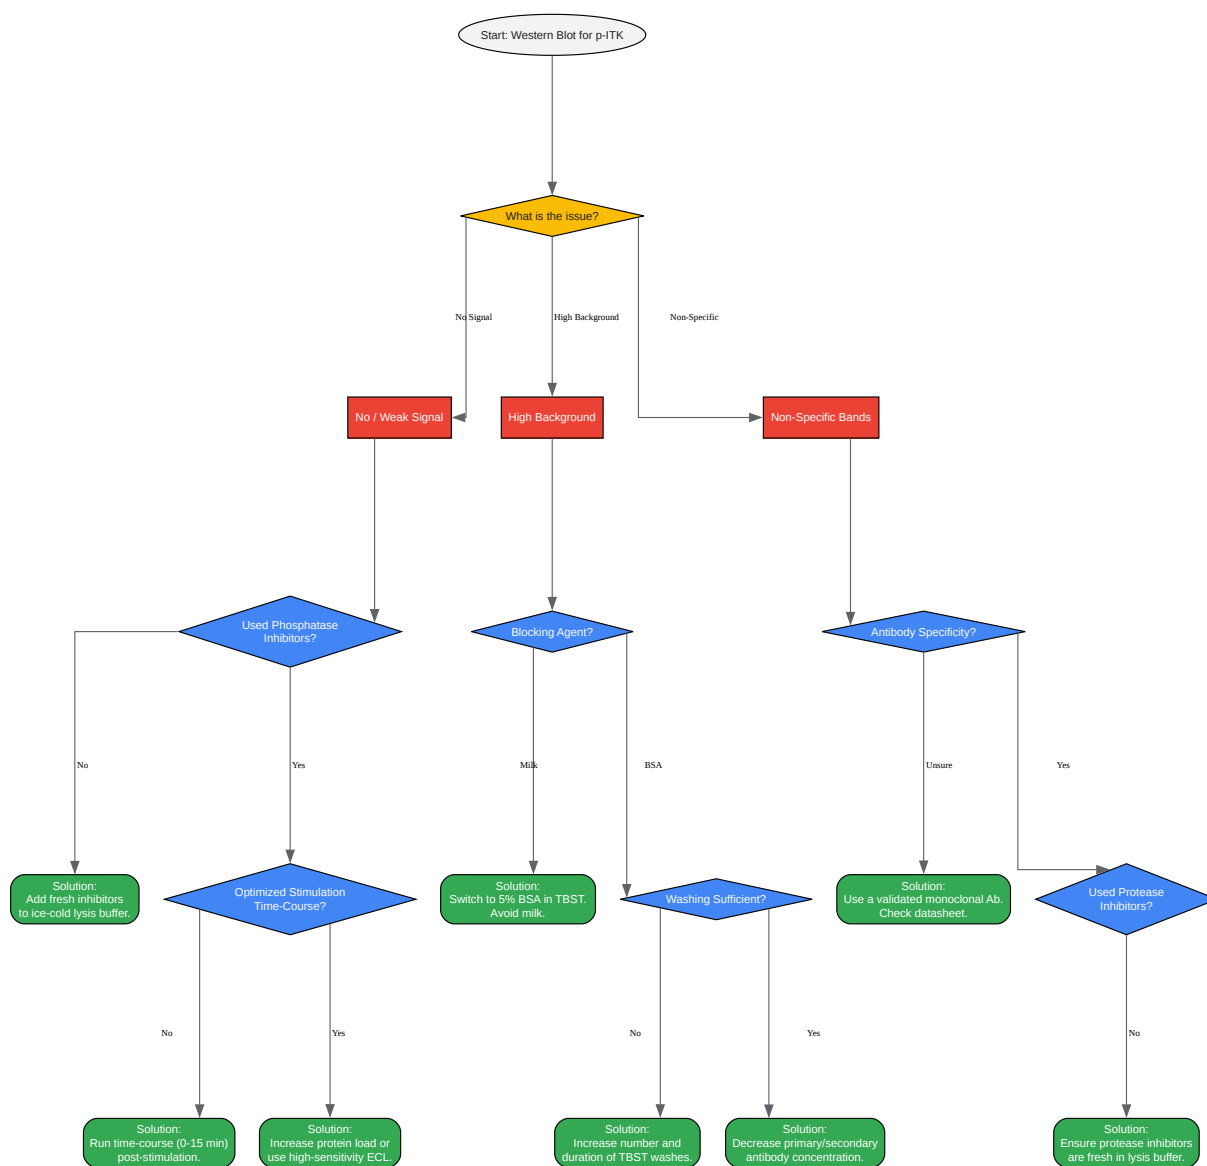 Start: Western Blot for p-ITK
What is the issue?
No Signal
High Background
Non-Specific
No / Weak Signal
High Background
Non-Specific Bands
Used Phosphatase
Inhibitors?
Blocking Agent?
Antibody Specificity?
No
Yes
Milk
BSA
Unsure
Yes
Solution:
Add fresh inhibitors
to ice-cold lysis buffer.
Optimized Stimulation
Time-Course?
Solution:
Switch to 5% BSA in TBST.
Avoid milk.
Washing Sufficient?
Solution:
Use a validated monoclonal Ab.
Check datasheet.
Used Protease
Inhibitors?
No
Yes
No
Yes
No
Solution:
Run time-course (0-15 min)
post-stimulation.
Solution:
Increase protein load or
use high-sensitivity ECL.
Solution:
Increase number and
duration of TBST washes.
Solution:
Decrease primary/secondary
antibody concentration.
Solution:
Ensure protease inhibitors
are fresh in lysis buffer.